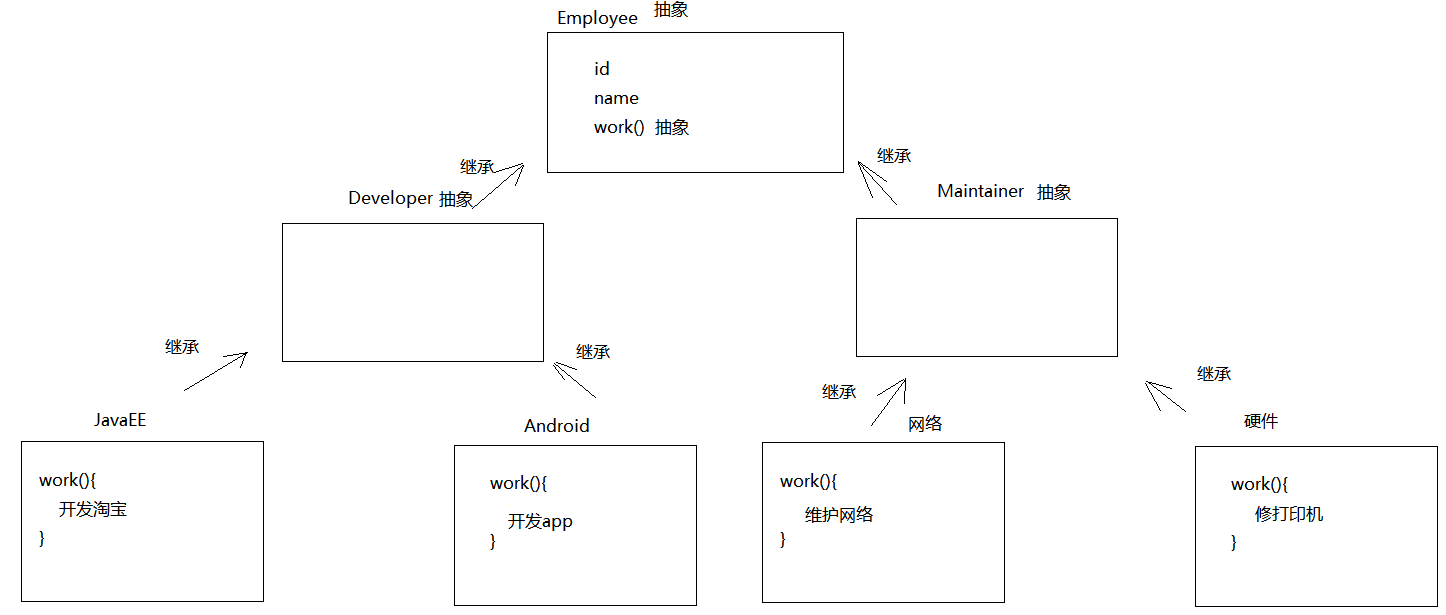 Employee 抽象
id
name
work() 抽象
继承
继承
Developer 抽象
Maintainer 抽象
继承
继承
继承
继承
JavaEE
Android
网络
硬件
work(){
开发淘宝
}
work(){
开发app
}
work(){
维护网络
}
work(){
修打印机
}